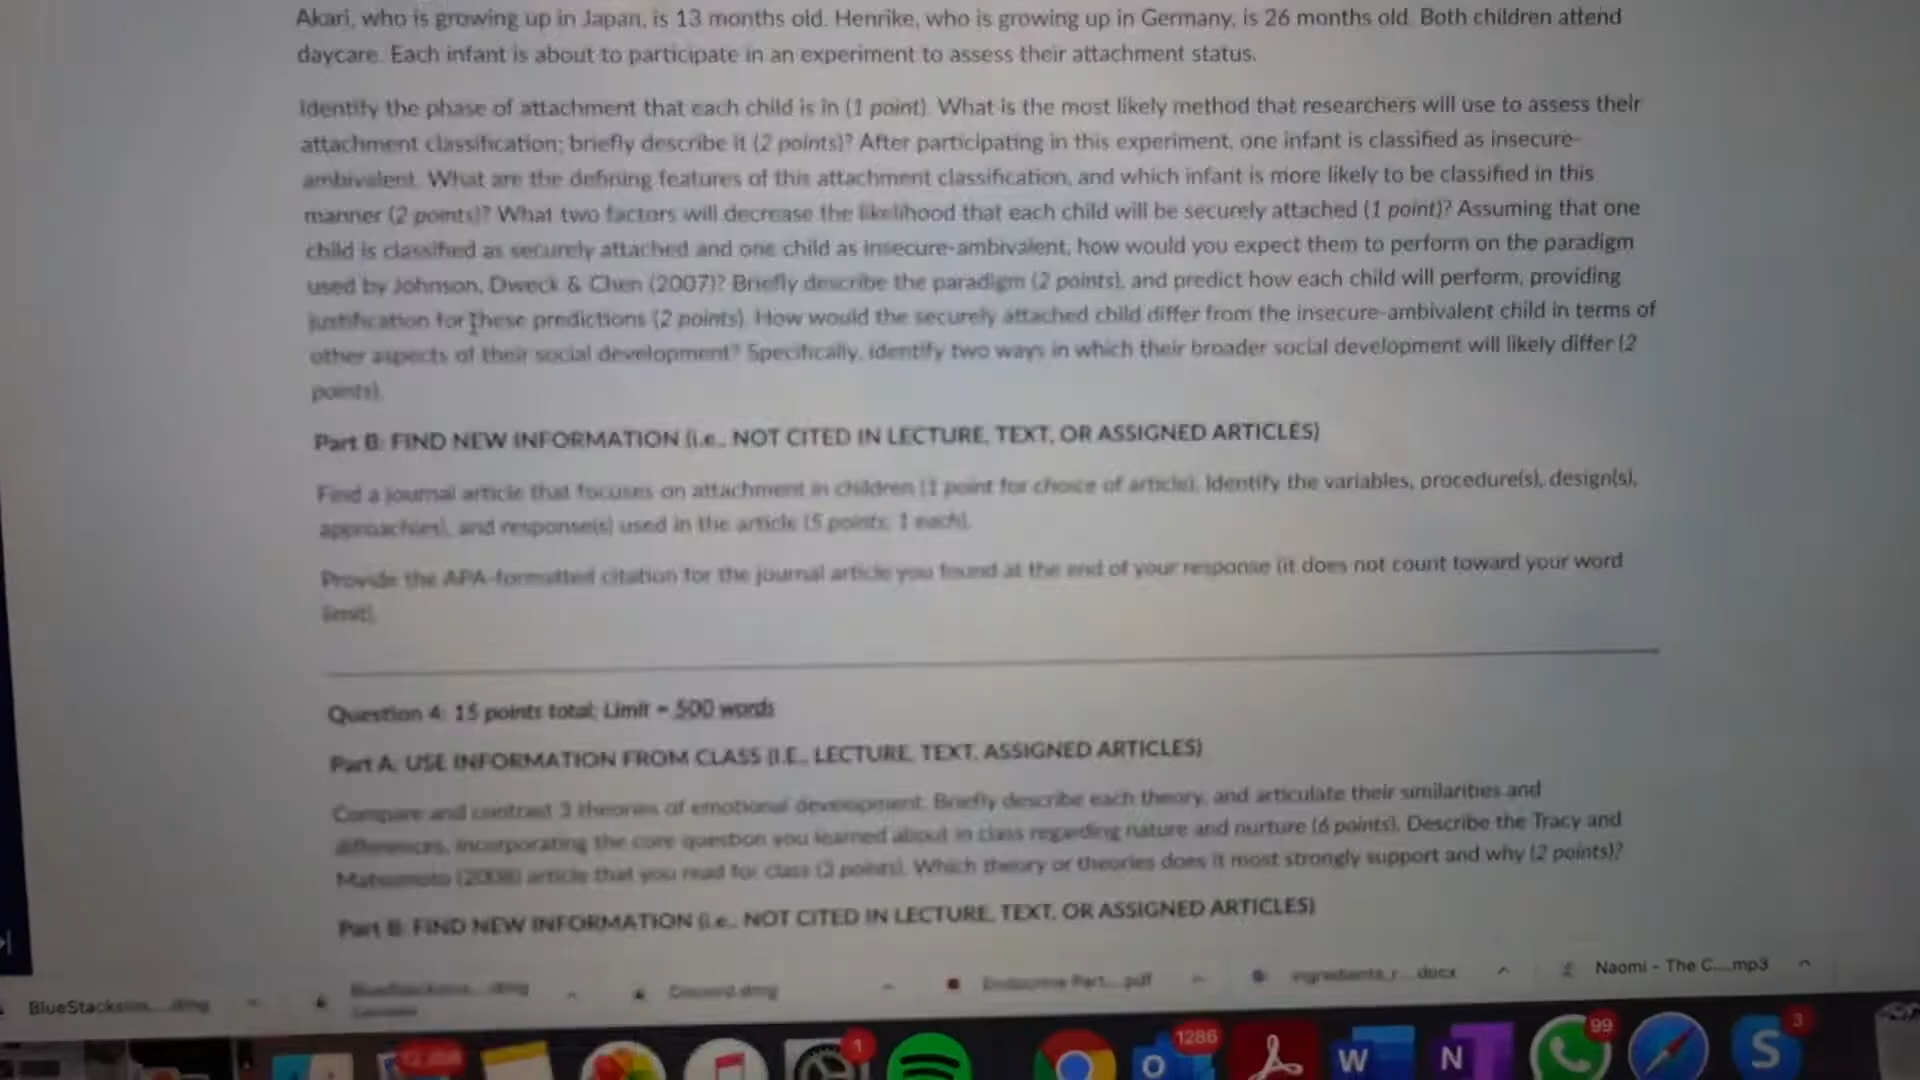 Akari, who is growing up in Japan, is 13 months old. Henrike, who is growing up in Germany, is 26 months old. Both children attend
daycare. Each infant is about to participate in an experiment to assess their attachment status.
Identify the phase of attachment that each child is in (1 point). What is the most likely method that researchers will use to assess their
attachment classification; briefly describe it (2 points)? After participating in this experiment, one infant is classified as insecure-
ambivalent. What are the defining features of this attachment classification, and which infant is more likely to be classified in this
manner (2 points)? What two factors will decrease the likelihood that each child will be securely attached (1 point)? Assuming that one
child is classified as securely attached and one child as insecure-ambivalent, how would you expect them to perform on the paradigm
used by Johnson, Dweck & Chen (2007)? Briefly describe the paradigm (2 points), and predict how each child will perform, providing
justification for these predictions (2 points). How would the securely attached child differ from the insecure-ambivalent child in terms of
other aspects of their social development? Specifically, identify two ways in which their broader social development will likely differ (2
points).
Part B: FIND NEW INFORMATION (i.e., NOT CITED IN LECTURE, TEXT, OR ASSIGNED ARTICLES)
Find a journal article that focuses on attachment in children (1 point for choice of article). Identify the variables, procedure(s), design(s),
approach(es), and response(s) used in the article (5 points; 1 each).
Provide the APA-formatted citation for the journal article you found at the end of your response (it does not count toward your word
limit).
Question 4: 15 points total; Limit = 500 words
Part A: USE INFORMATION FROM CLASS (I.E., LECTURE, TEXT, ASSIGNED ARTICLES)
Compare and contrast 3 theories of emotional development. Briefly describe each theory, and articulate their similarities and
differences, incorporating the core question you learned about in class regarding nature and nurture (6 points). Describe the Tracy and
Matsumoto (2008) article that you read for class (3 points). Which theory or theories does it most strongly support and why (2 points)?
Part B: FIND NEW INFORMATION (i.e., NOT CITED IN LECTURE, TEXT, OR ASSIGNED ARTICLES)
BlueStacksIns....dmg
Discord.dmg
Endocrine Part....pdf
ingredients_r....docx
Naomi - The C....mp3
1
1286
99
3
O
W
N
S